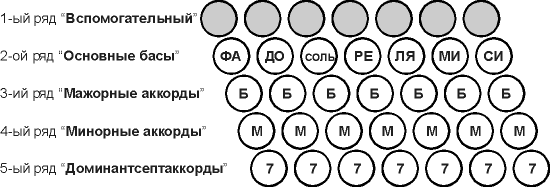 1-ый ряд “Вспомогательный”
2-ой ряд “Основные басы” ФА ДО соль РЕ ЛЯ МИ СИ
3-ий ряд “Мажорные аккорды” Б Б Б Б Б Б Б
4-ый ряд “Минорные аккорды” М М М М М М М
5-ый ряд “Доминантсептаккорды” 7 7 7 7 7 7 7